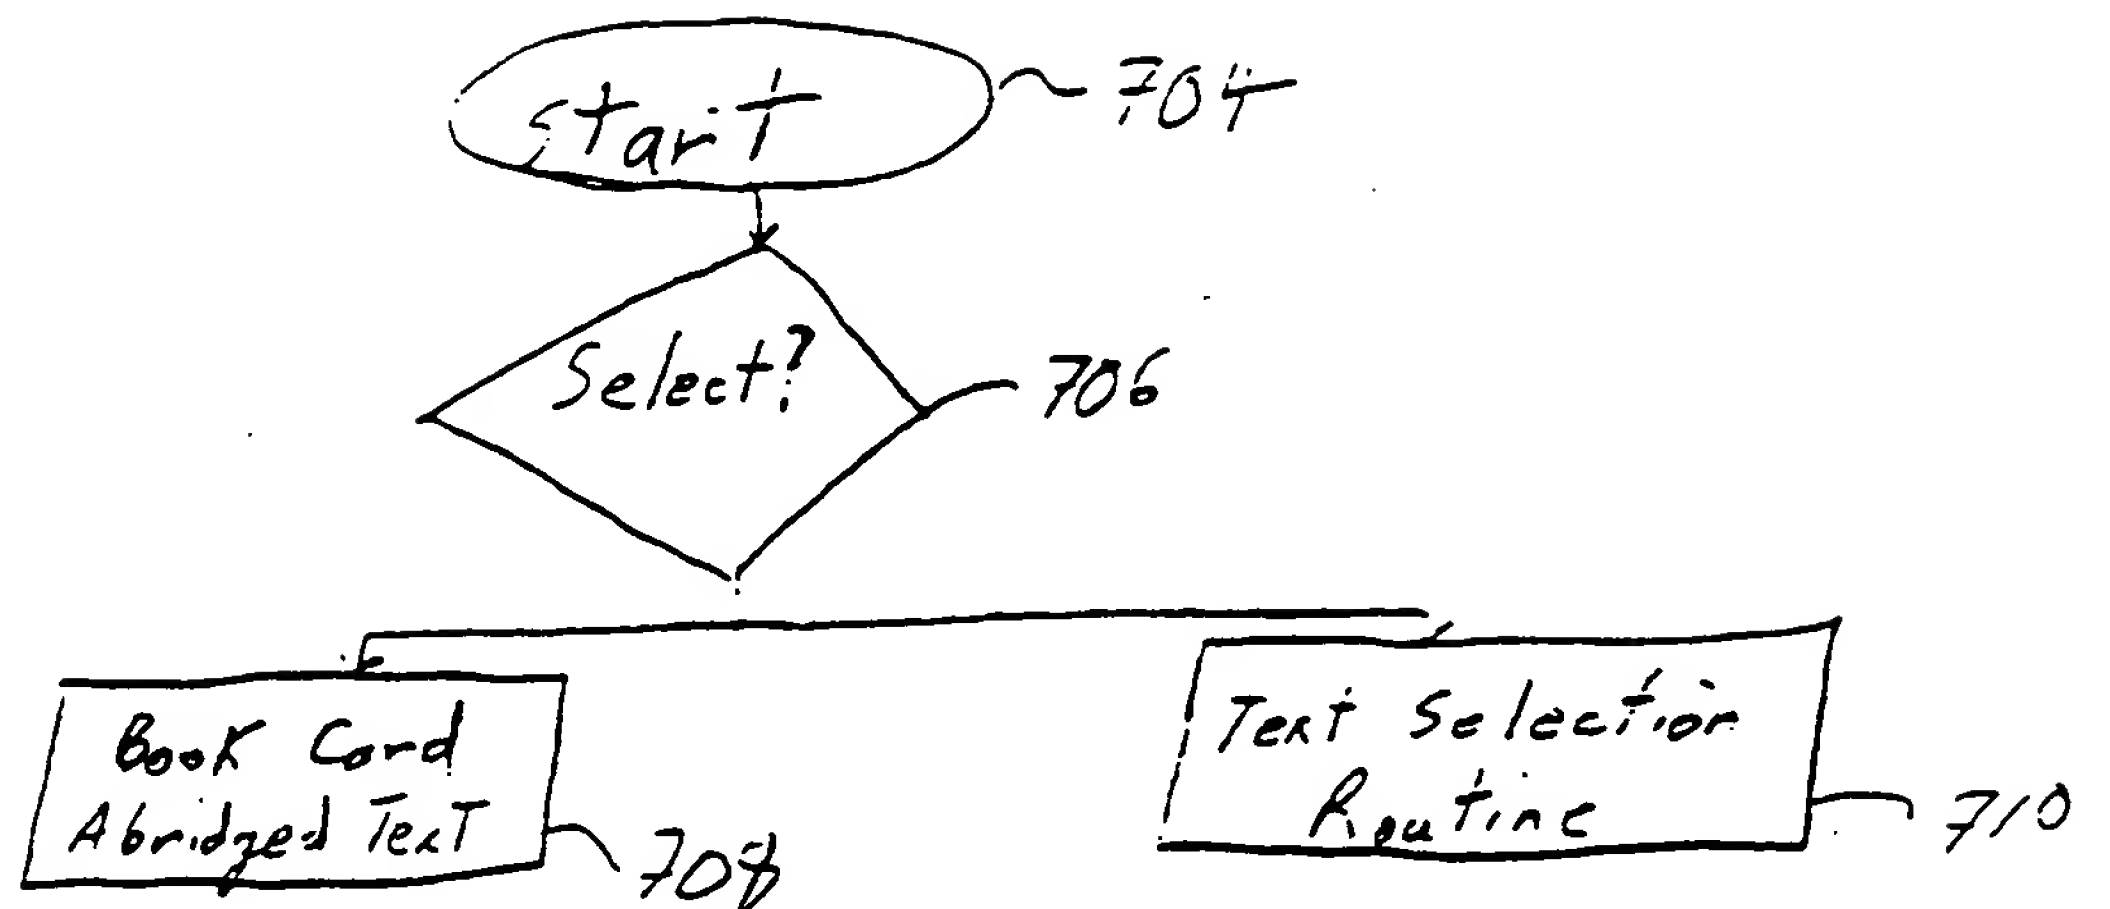 Start
704
Select?
706
Book Card
Abridged Text
708
Text Selection
Routine
710